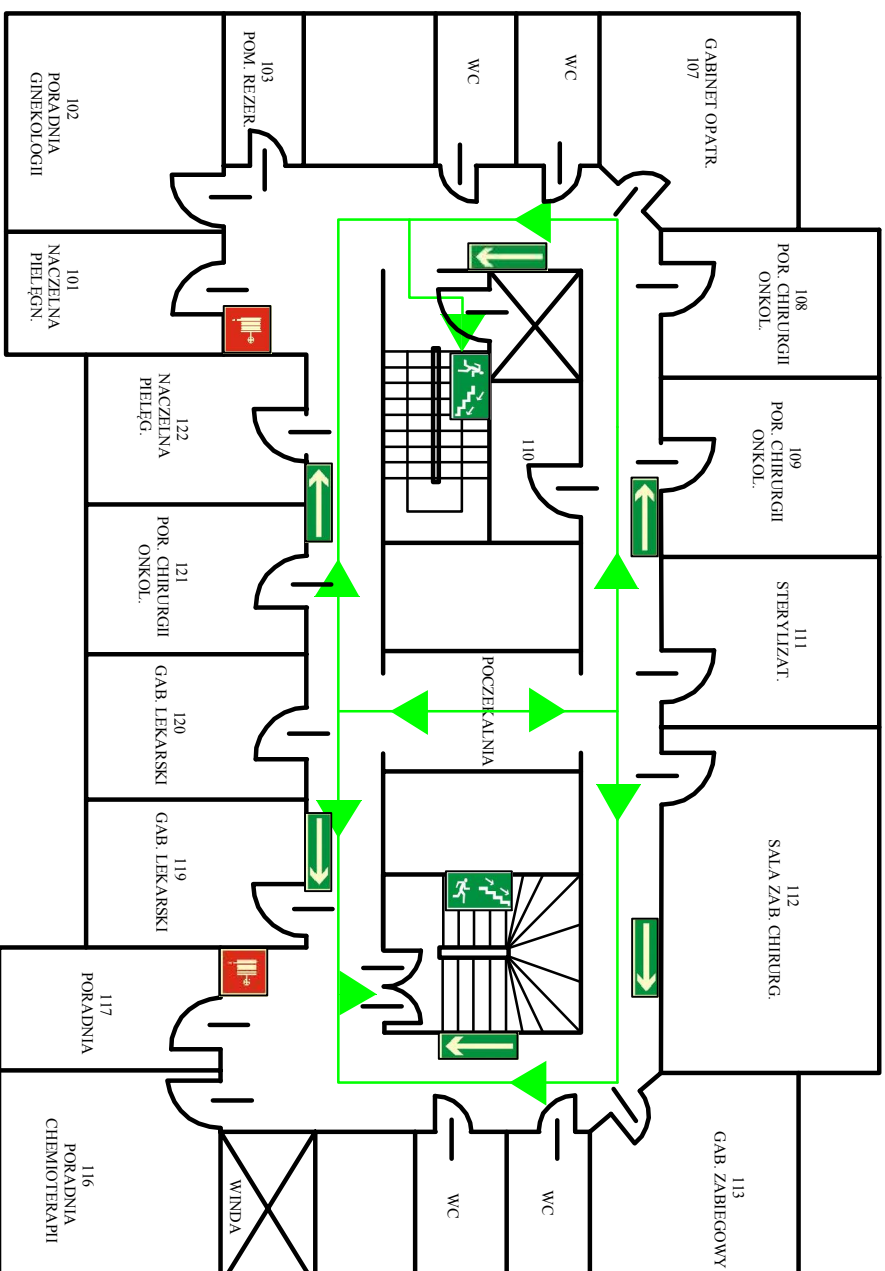 102
PORADNIA
GINEKOLOGII
103
POM. REZER.
WC
WC
GABINET OPATR.
107
101
NACZELNA
PIELĘGN.
108
POR. CHIRURGII
ONKOL.
122
NACZELNA
PIELĘG.
110
109
POR. CHIRURGII
ONKOL.
121
POR. CHIRURGII
ONKOL.
111
STERYLIZAT.
120
GAB. LEKARSKI
POCZEKALNIA
119
GAB. LEKARSKI
112
SALA ZAB. CHIRURG.
117
PORADNIA
116
PORADNIA
CHEMIOTERAPII
WINDA
WC
WC
113
GAB. ZABIEGOWY